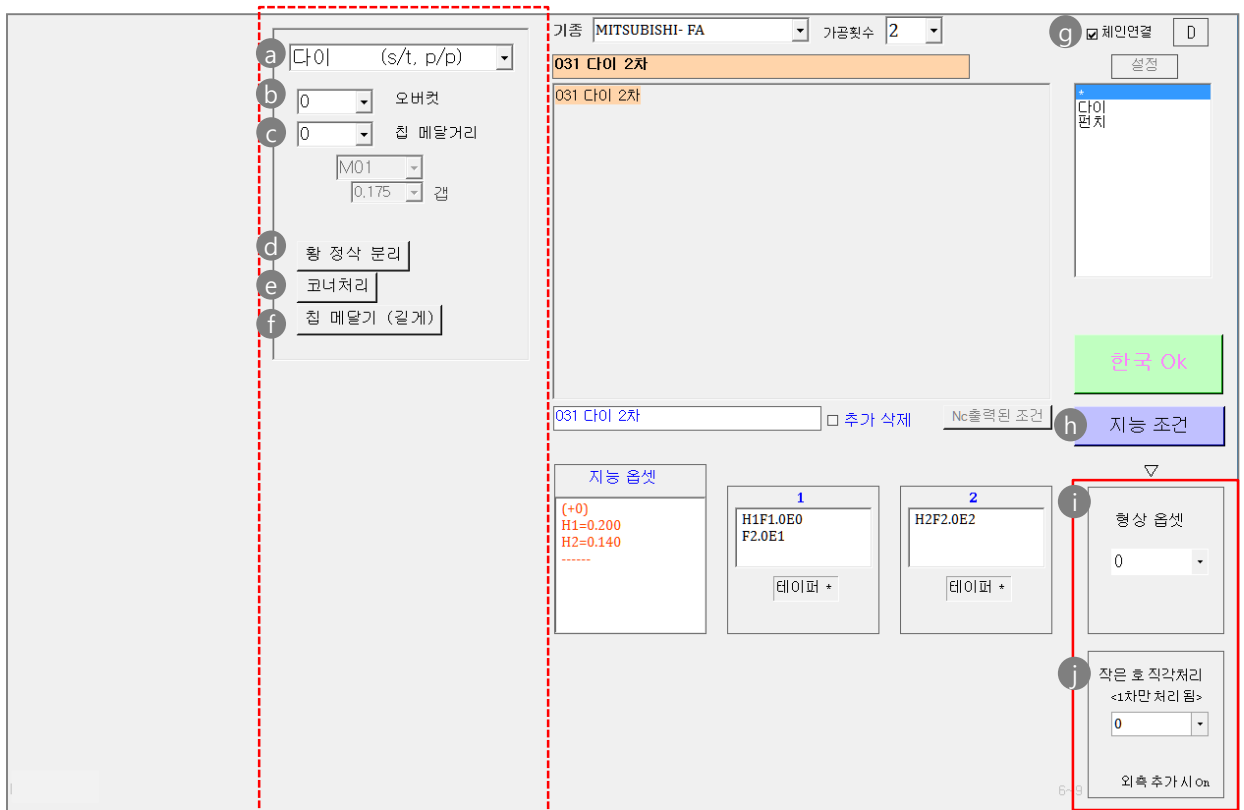 a
다이 (s/t, p/p)
b
0
오버컷
c
0
칩 메달거리
M01
0.175
갭
d
황 정삭 분리
e
코너처리
f
칩 메달기 (길게)
기종
MITSUBISHI- FA
가공횟수
2
031 다이 2차
031 다이 2차
031 다이 2차
추가 삭제
Nc출력된 조건
지능 옵셋
(+0)
H1=0.200
H2=0.140
------
1
H1F1.0E0
F2.0E1
테이퍼 *
2
H2F2.0E2
테이퍼 *
g
체인연결
D
설정
*
다이
펀치
한국 Ok
h
지능 조건
▽
i
형상 옵셋
0
j
작은 호 직각처리
<1차만 처리 됨>
0
외측 추가 시 On